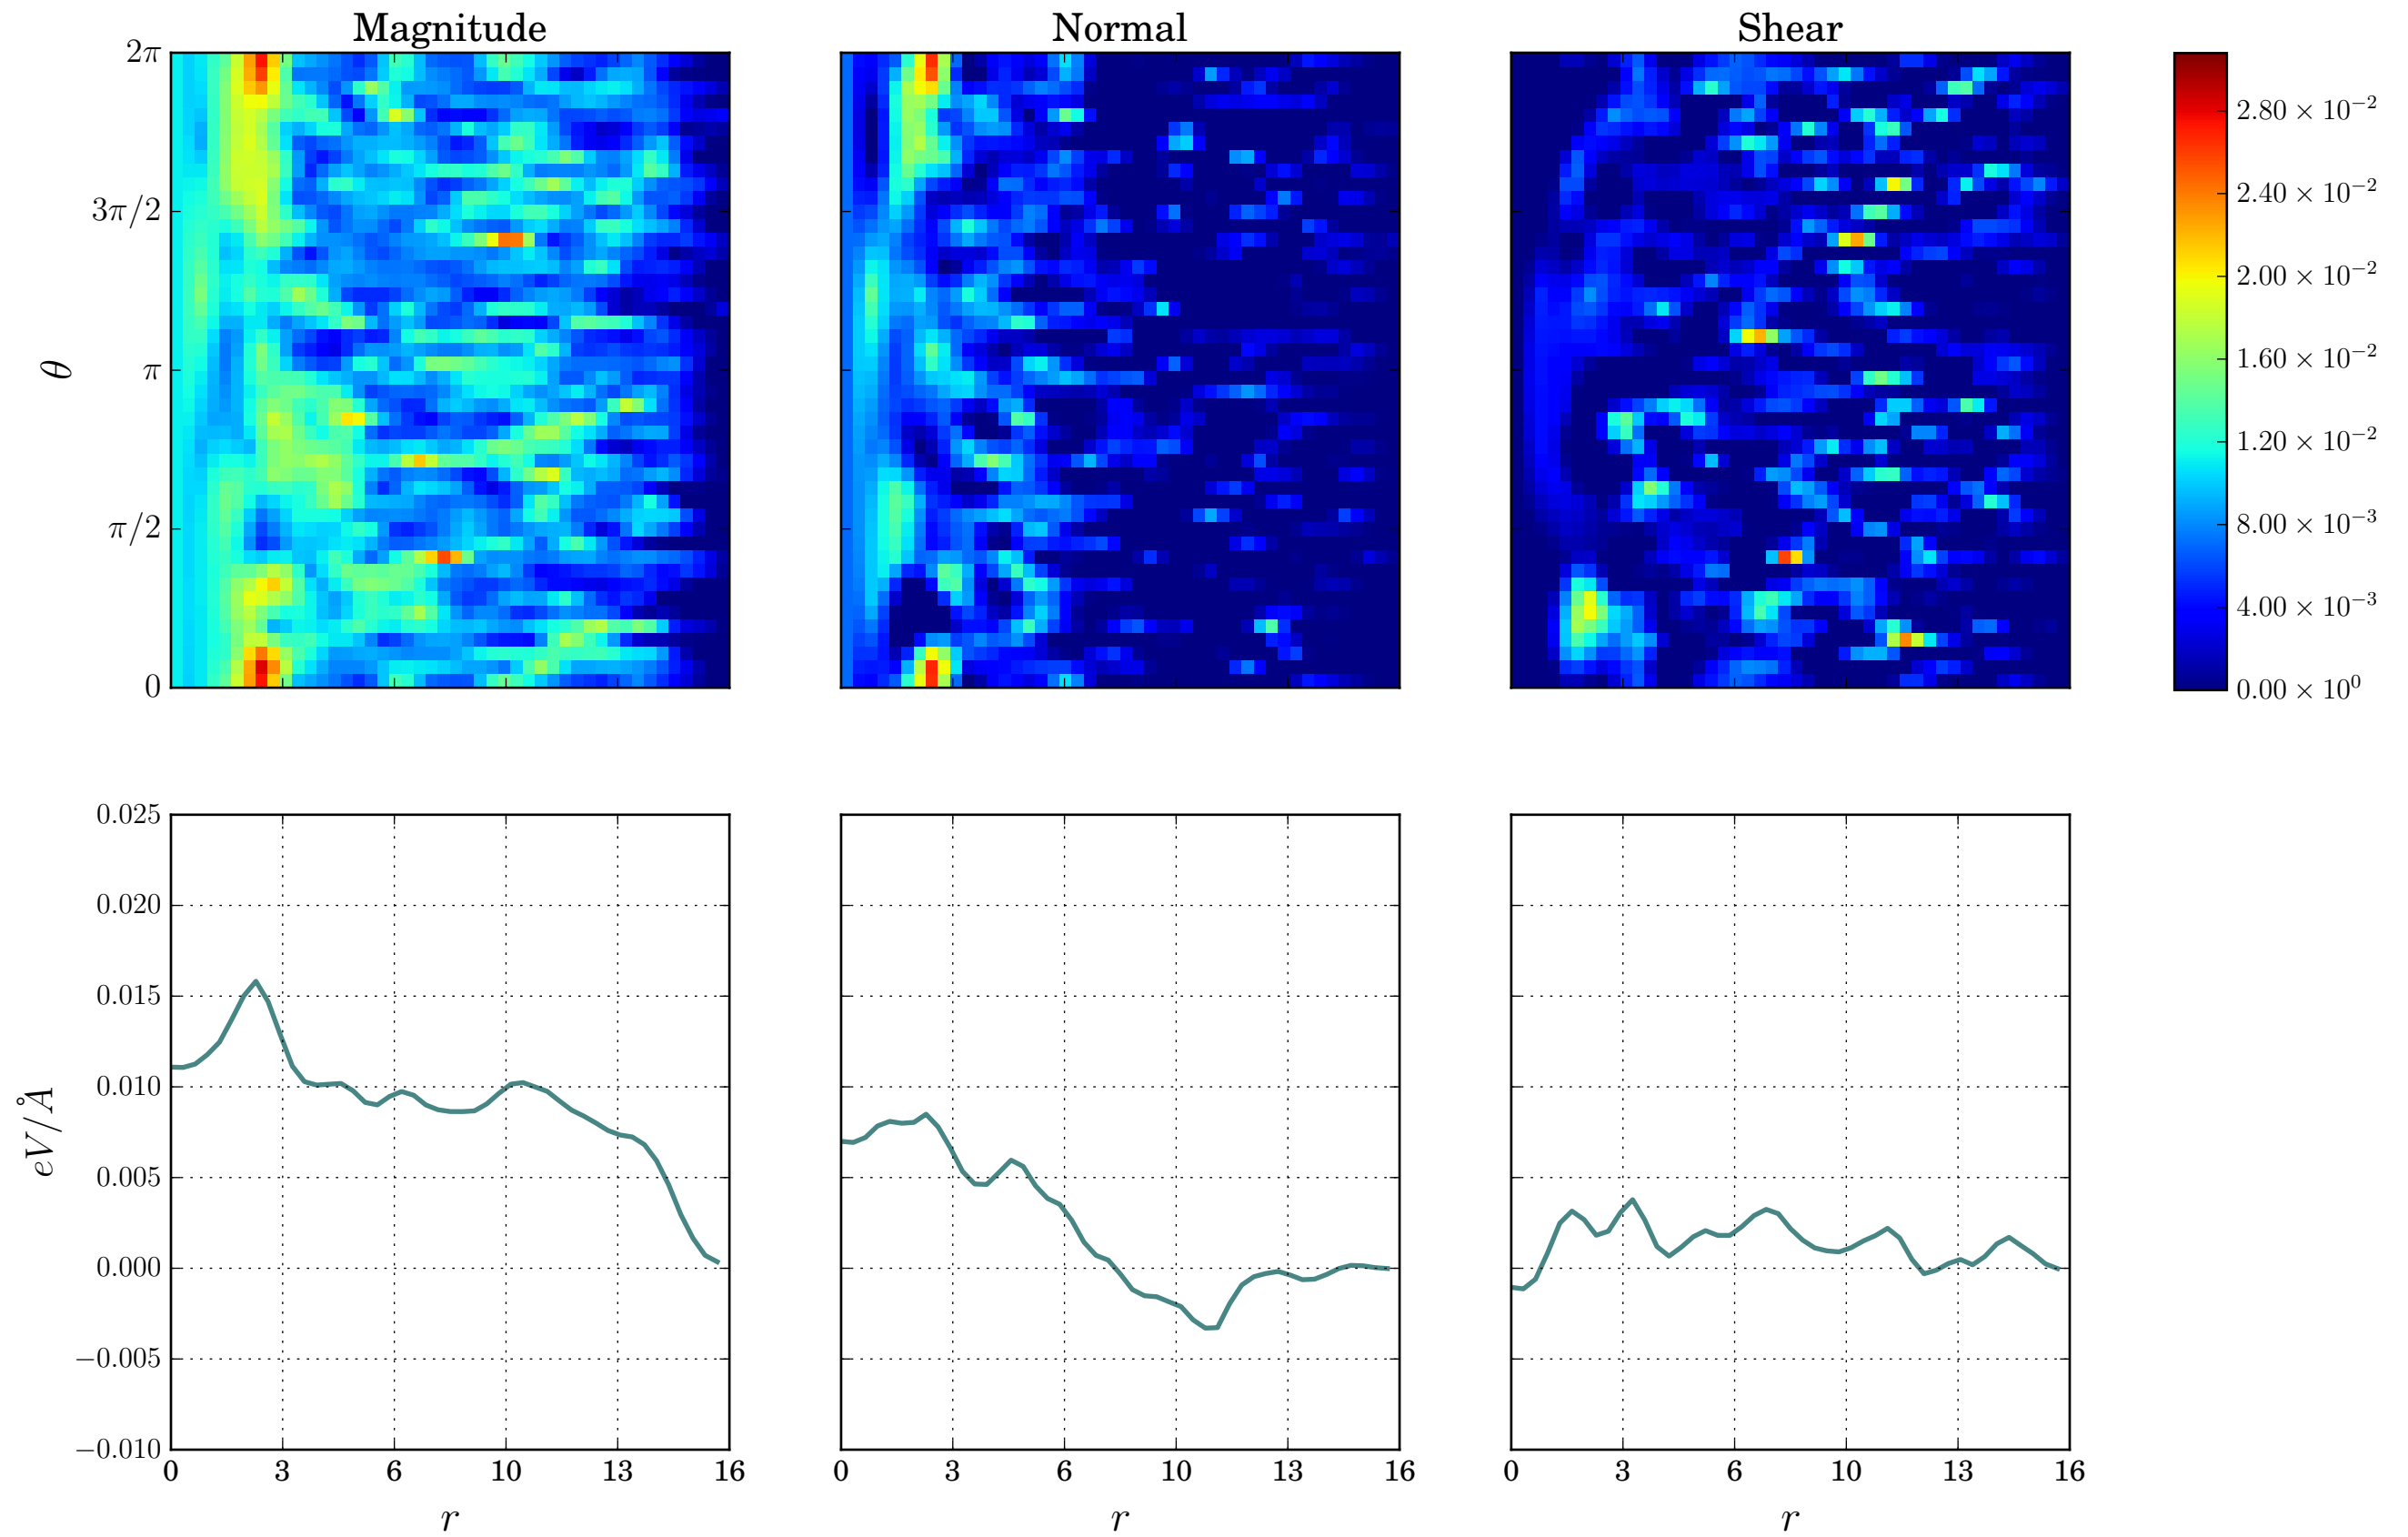 Magnitude Normal Shear
2π
3π/2
π
π/2
0
θ
2.80 × 10⁻²
2.40 × 10⁻²
2.00 × 10⁻²
1.60 × 10⁻²
1.20 × 10⁻²
8.00 × 10⁻³
4.00 × 10⁻³
0.00 × 10⁰
0.025
0.020
0.015
0.010
0.005
0.000
−0.005
−0.010
eV/Å
0 3 6 10 13 16 0 3 6 10 13 16 0 3 6 10 13 16
r r r